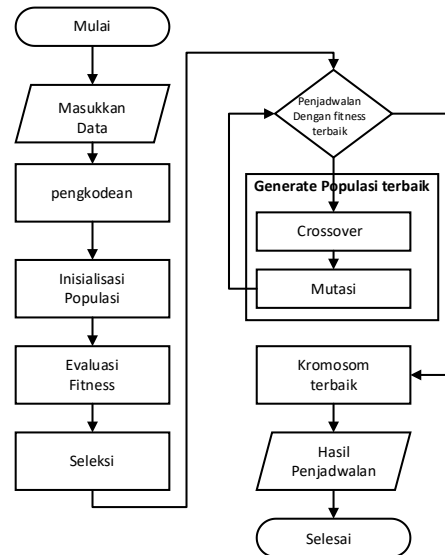 Mulai
Masukkan
Data
pengkodean
Inisialisasi
Populasi
Evaluasi
Fitness
Seleksi
Penjadwalan
Dengan fitness
terbaik
Generate Populasi terbaik
Crossover
Mutasi
Kromosom
terbaik
Hasil
Penjadwalan
Selesai